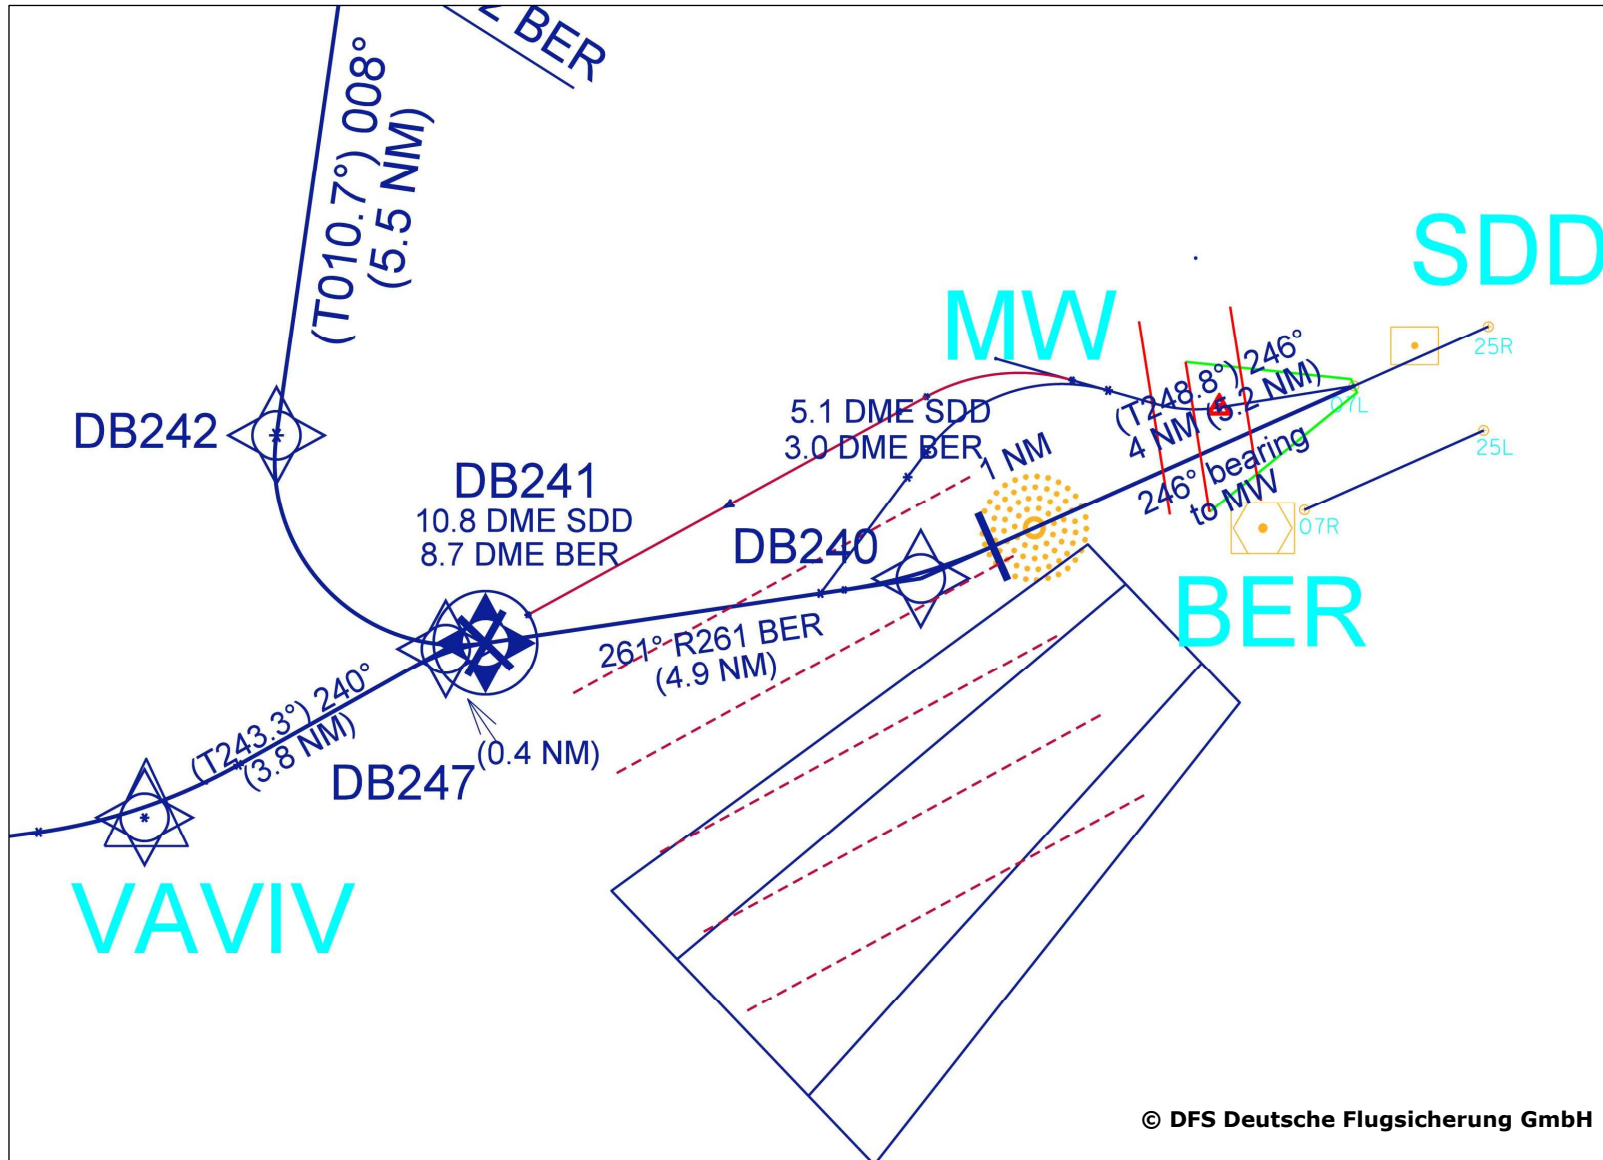 2 BER
(T010.7°) 008°
(5.5 NM)
SDD
MW
25R
(T248.8°) 246°
4 NM (5.2 NM)
07L
5.1 DME SDD
3.0 DME BER
DB242
25L
246° bearing
to MW
1 NM
DB241
10.8 DME SDD
8.7 DME BER
07R
DB240
BER
261° R261 BER
(4.9 NM)
(T243.3°) 240°
(3.8 NM)
(0.4 NM)
DB247
VAVIV
© DFS Deutsche Flugsicherung GmbH